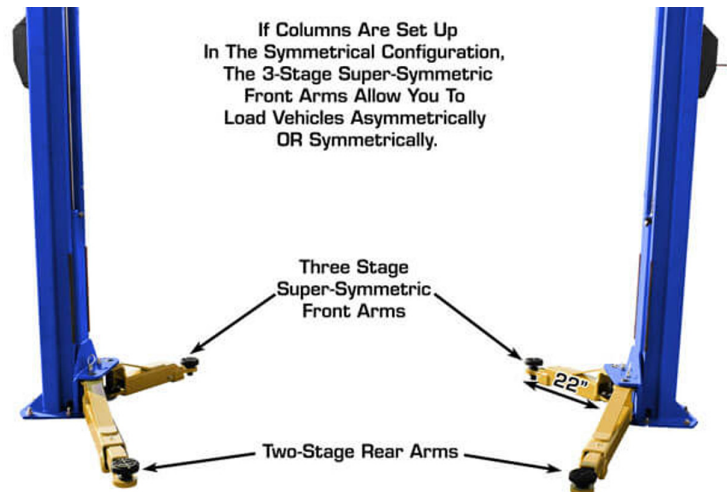 If Columns Are Set Up
In The Symmetrical Configuration,
The 3-Stage Super-Symmetric
Front Arms Allow You To
Load Vehicles Asymmetrically
OR Symmetrically.
Three Stage
Super-Symmetric
Front Arms
22"
Two-Stage Rear Arms